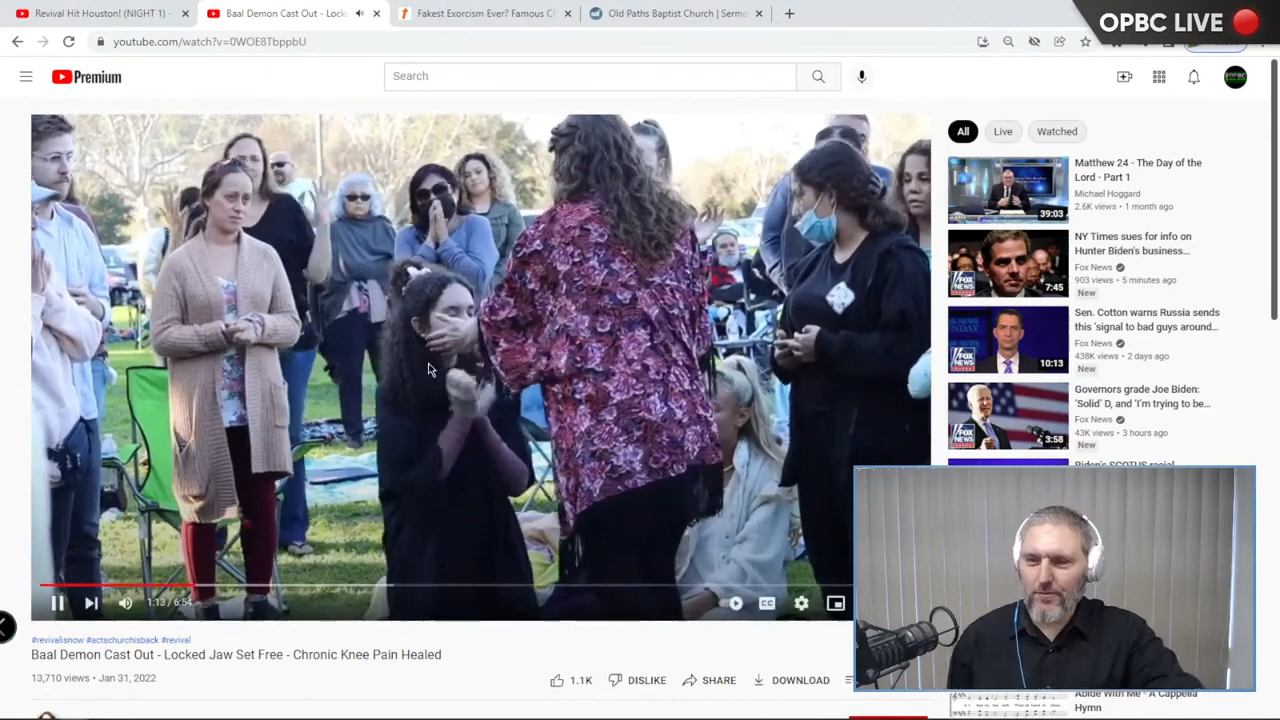 Revival Hit Houston! (NIGHT 1) -
Baal Demon Cast Out - Lock
Fakest Exorcism Ever? Famous C
Old Paths Baptist Church | Sermo
OPBC LIVE
youtube.com/watch?v=0WOE8TbppbU
Premium
Search
All
Live
Watched
Matthew 24 - The Day of the
Lord - Part 1
Michael Hoggard
2.6K views • 1 month ago
39:03
NY Times sues for info on
Hunter Biden's business...
Fox News
903 views • 5 minutes ago
New
7:45
Sen. Cotton warns Russia sends
this 'signal to bad guys around...
Fox News
438K views • 2 days ago
New
10:13
Governors grade Joe Biden:
'Solid' D, and 'I'm trying to be...
Fox News
43K views • 3 hours ago
New
3:58
1:13 / 6:54
CC
#revivalisnow #actschurchisback #revival
Baal Demon Cast Out - Locked Jaw Set Free - Chronic Knee Pain Healed
13,710 views • Jan 31, 2022
1.1K
DISLIKE
SHARE
DOWNLOAD
Abide With Me - A Cappella
Hymn